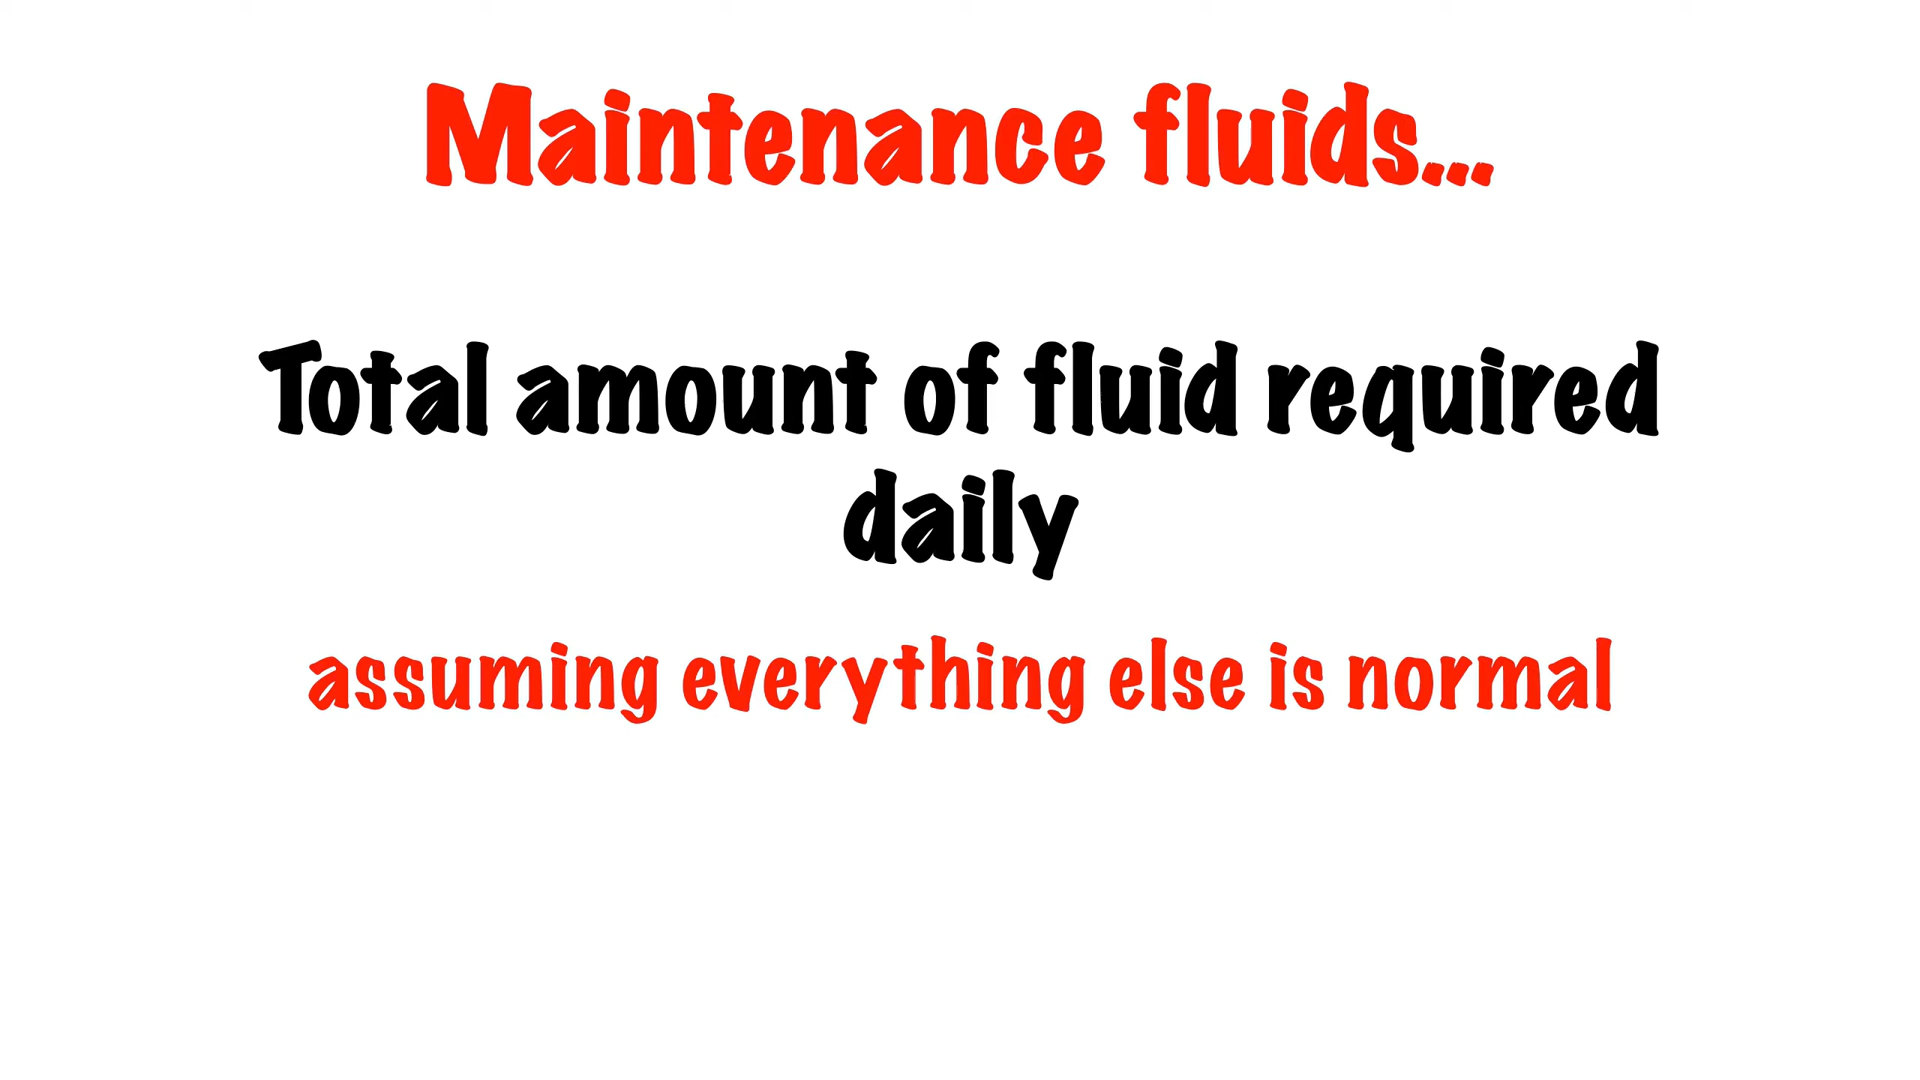 Maintenance fluids...
Total amount of fluid required
daily
assuming everything else is normal